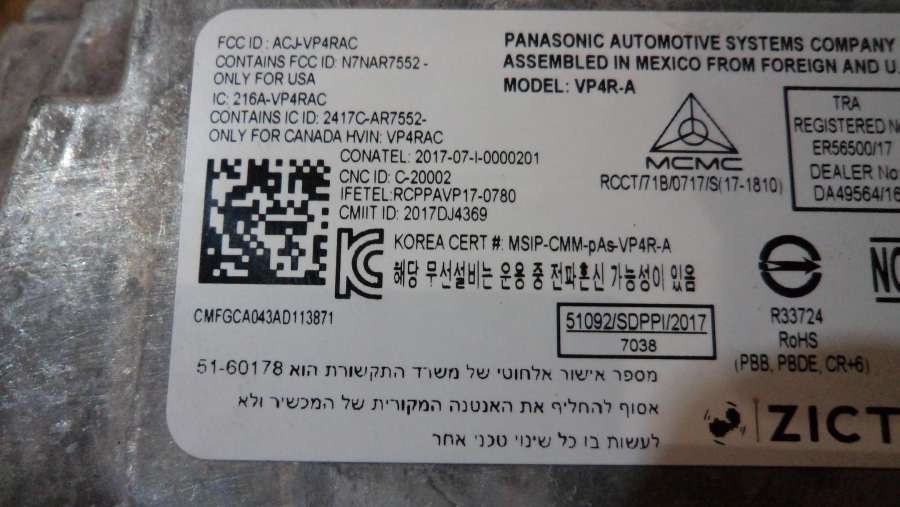 FCC ID : ACJ-VP4RAC
CONTAINS FCC ID: N7NAR7552 -
ONLY FOR USA
IC: 216A-VP4RAC
CONTAINS IC ID: 2417C-AR7552-
ONLY FOR CANADA HVIN: VP4RAC
CONATEL: 2017-07-I-0000201
CNC ID: C-20002
IFETEL:RCPPAVP17-0780
CMIIT ID: 2017DJ4369
KOREA CERT #: MSIP-CMM-pAs-VP4R-A
해당 무선설비는 운용 중 전파혼신 가능성이 있음
CMFGCA043AD113871
PANASONIC AUTOMOTIVE SYSTEMS COMPANY
ASSEMBLED IN MEXICO FROM FOREIGN AND U.
MODEL: VP4R-A
MCMC
RCCT/71B/0717/S(17-1810)
TRA
REGISTERED No
ER56500/17
DEALER No
DA49564/16
51092/SDPPI/2017
7038
R33724
RoHS
(PBB, PBDE, CR+6)
מספר אישור אלחוטי של משרד התקשורת הוא 51-60178
אסוף להחליף את האנטנה המקורית של המכשיר ולא
לעשות בו כל שינוי טכני אחר
ZICT